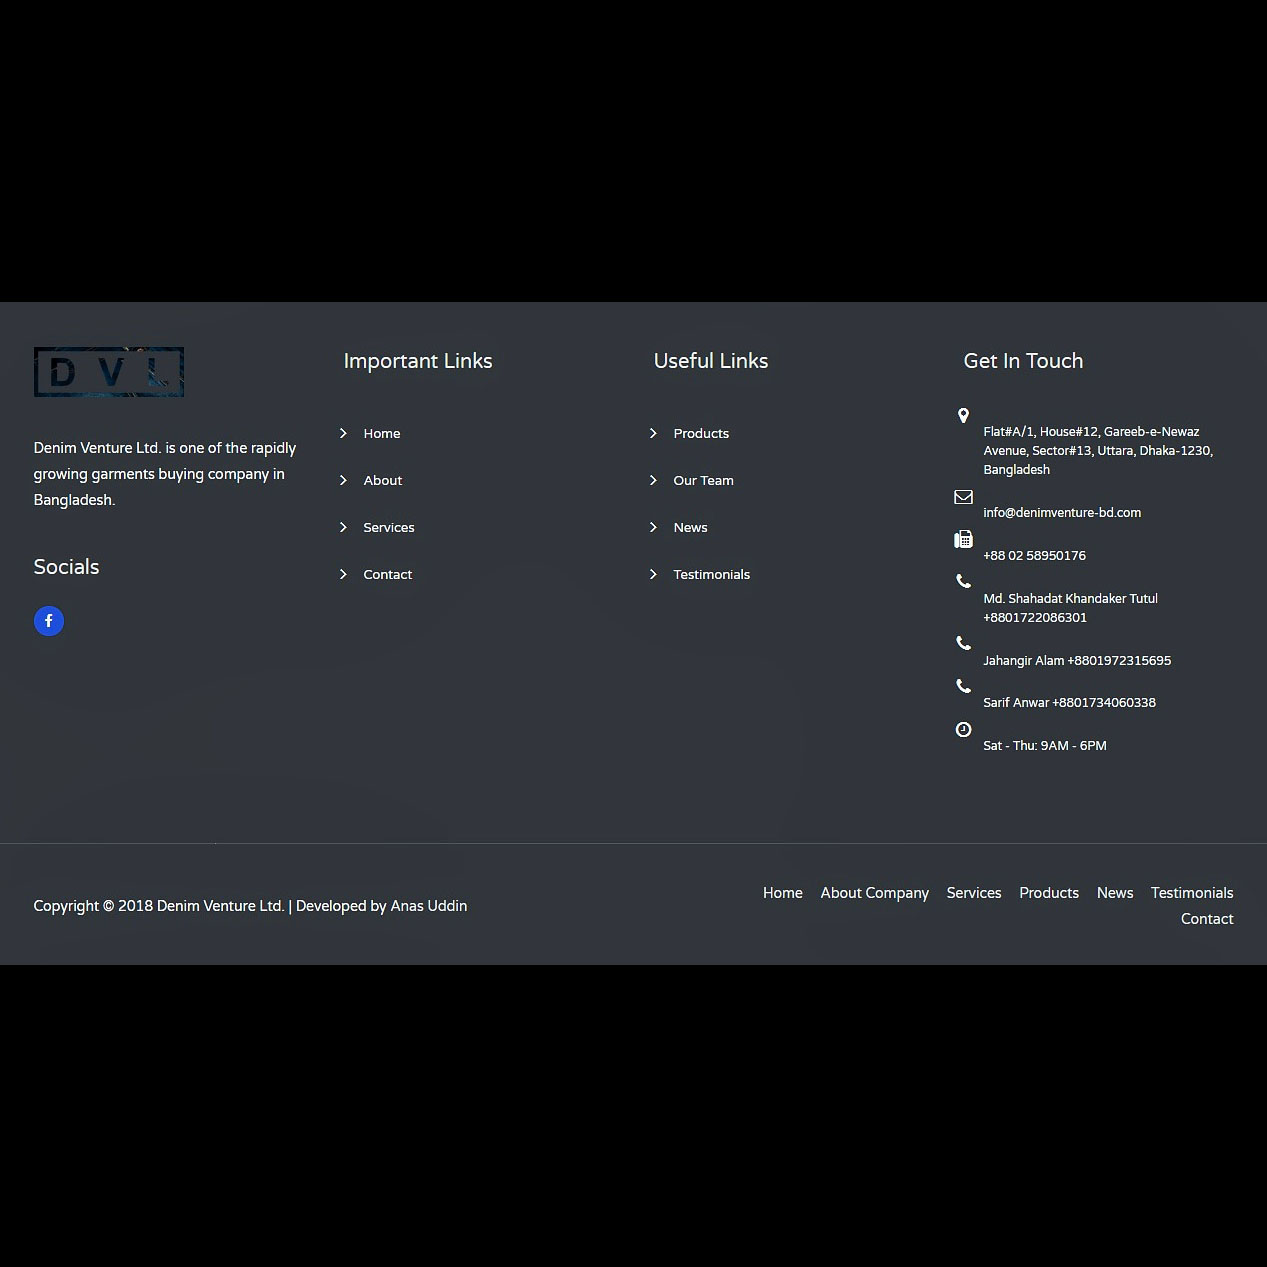 D V L
Denim Venture Ltd. is one of the rapidly
growing garments buying company in
Bangladesh.
Socials
Important Links
Home
About
Services
Contact
Useful Links
Products
Our Team
News
Testimonials
Get In Touch
Flat#A/1, House#12, Gareeb-e-Newaz
Avenue, Sector#13, Uttara, Dhaka-1230,
Bangladesh
info@denimventure-bd.com
+88 02 58950176
Md. Shahadat Khandaker Tutul
+8801722086301
Jahangir Alam +8801972315695
Sarif Anwar +8801734060338
Sat - Thu: 9AM - 6PM
Copyright © 2018 Denim Venture Ltd. | Developed by Anas Uddin
Home About Company Services Products News Testimonials
Contact